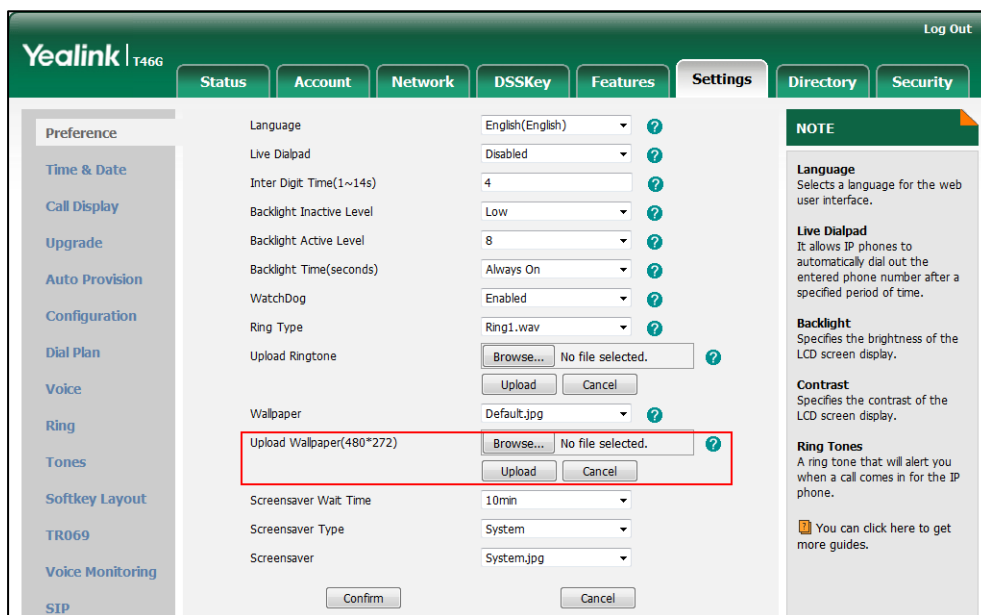 Log Out
Yealink T46G
Status Account Network DSSKey Features Settings Directory Security
Preference
Time & Date
Call Display
Upgrade
Auto Provision
Configuration
Dial Plan
Voice
Ring
Tones
Softkey Layout
TR069
Voice Monitoring
SIP
Language English(English) ?
Live Dialpad Disabled ?
Inter Digit Time(1~14s) 4 ?
Backlight Inactive Level Low ?
Backlight Active Level 8 ?
Backlight Time(seconds) Always On ?
WatchDog Enabled ?
Ring Type Ring1.wav ?
Upload Ringtone Browse... No file selected. ?
Upload Cancel
Wallpaper Default.jpg ?
Upload Wallpaper(480*272) Browse... No file selected. ?
Upload Cancel
Screensaver Wait Time 10min
Screensaver Type System
Screensaver System.jpg
Confirm Cancel
NOTE
Language
Selects a language for the web
user interface.
Live Dialpad
It allows IP phones to
automatically dial out the
entered phone number after a
specified period of time.
Backlight
Specifies the brightness of the
LCD screen display.
Contrast
Specifies the contrast of the
LCD screen display.
Ring Tones
A ring tone that will alert you
when a call comes in for the IP
phone.
? You can click here to get
more guides.